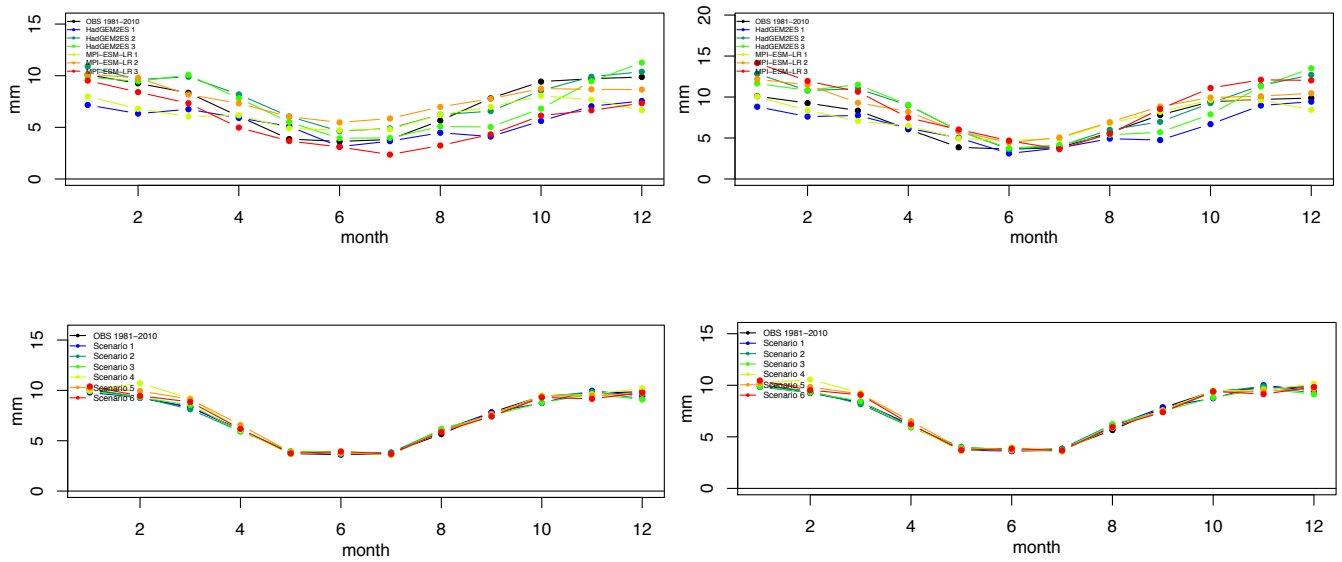 15
10
5
0
mm
OBS 1981−2010
HadGEM2ES 1
HadGEM2ES 2
HadGEM2ES 3
MPI−ESM−LR 1
MPI−ESM−LR 2
MPI−ESM−LR 3
2 4 6 8 10 12
month
20
15
10
5
0
mm
OBS 1981−2010
HadGEM2ES 1
HadGEM2ES 2
HadGEM2ES 3
MPI−ESM−LR 1
MPI−ESM−LR 2
MPI−ESM−LR 3
2 4 6 8 10 12
month
15
10
5
0
mm
OBS 1981−2010
Scenario 1
Scenario 2
Scenario 3
Scenario 4
Scenario 5
Scenario 6
2 4 6 8 10 12
month
15
10
5
0
mm
OBS 1981−2010
Scenario 1
Scenario 2
Scenario 3
Scenario 4
Scenario 5
Scenario 6
2 4 6 8 10 12
month